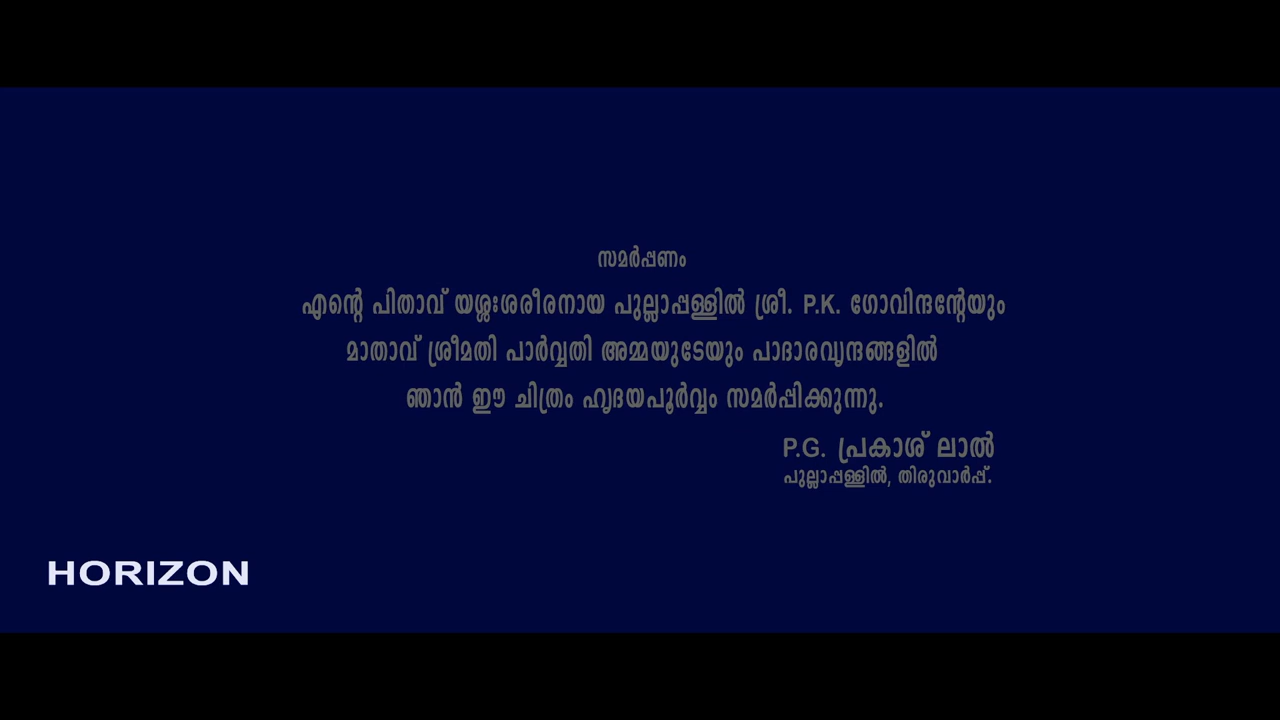 സമർപ്പണം
എന്റെ പിതാവ് യശ്ശഃശരീരനായ പുല്ലാപ്പള്ളിൽ ശ്രീ. P.K. ഗോവിന്ദന്റേയും
മാതാവ് ശ്രീമതി പാർവ്വതി അമ്മയുടേയും പാദാരവൃന്ദങ്ങളിൽ
ഞാൻ ഈ ചിത്രം ഹൃദയപൂർവ്വം സമർപ്പിക്കുന്നു.
P.G. പ്രകാശ് ലാൽ
പുല്ലാപ്പള്ളിൽ, തിരുവാർപ്പ്.
HORIZON